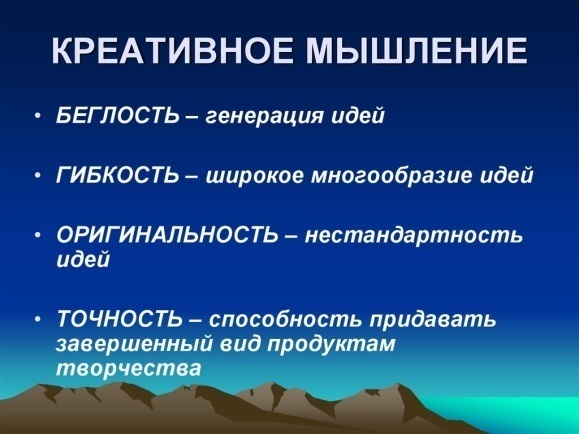 КРЕАТИВНОЕ МЫШЛЕНИЕ
• БЕГЛОСТЬ – генерация идей
• ГИБКОСТЬ – широкое многообразие идей
• ОРИГИНАЛЬНОСТЬ – нестандартность
идей
• ТОЧНОСТЬ – способность придавать
завершенный вид продуктам
творчества